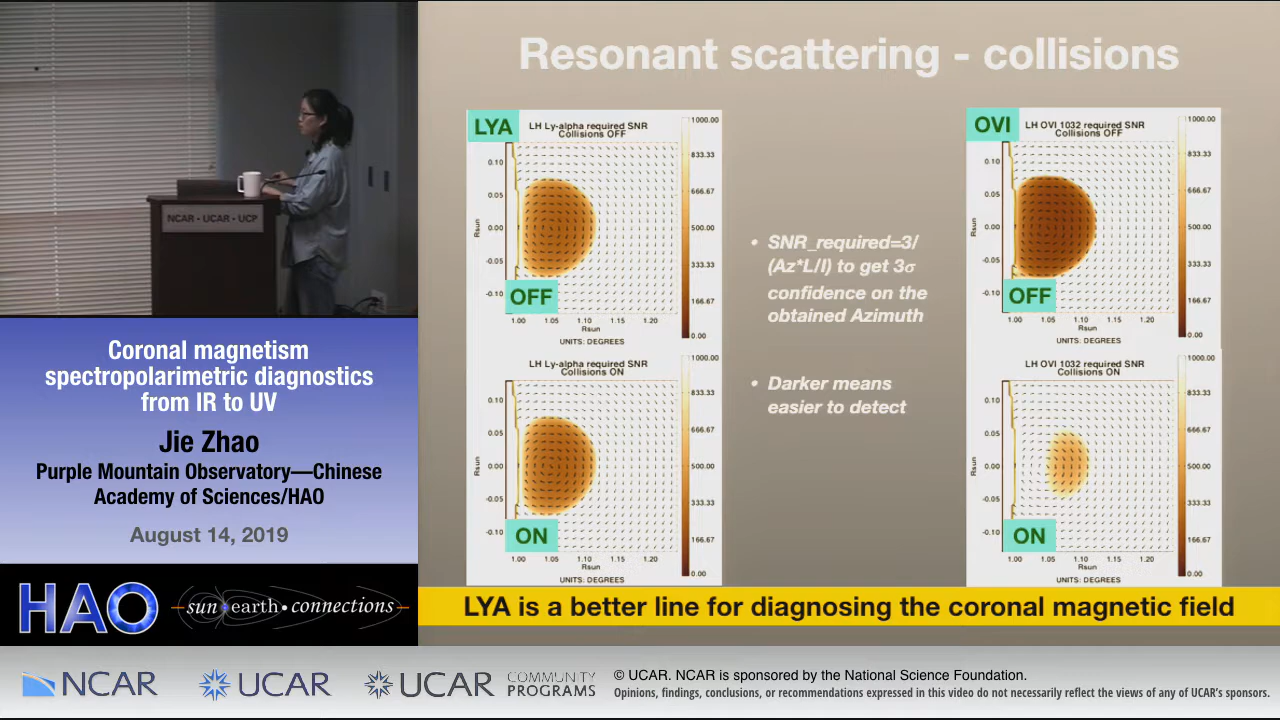 Resonant scattering - collisions
LYA
LH Ly-alpha required SNR
Collisions OFF
1000.00
833.33
666.67
500.00
333.33
166.67
0.00
0.10
0.05
0.00
-0.05
-0.10
Rsun
1.00 1.05 1.10 1.15 1.20
Rsun
UNITS: DEGREES
OFF
LH Ly-alpha required SNR
Collisions ON
1000.00
833.33
666.67
500.00
333.33
166.67
0.00
0.10
0.05
0.00
-0.05
-0.10
Rsun
1.00 1.05 1.10 1.15 1.20
Rsun
UNITS: DEGREES
ON
• SNR_required=3/
(Az*L/I) to get 3σ
confidence on the
obtained Azimuth
• Darker means
easier to detect
OVI
LH OVI 1032 required SNR
Collisions OFF
1000.00
833.33
666.67
500.00
333.33
166.67
0.00
0.10
0.05
0.00
-0.05
-0.10
Rsun
1.00 1.05 1.10 1.15 1.20
Rsun
UNITS: DEGREES
OFF
LH OVI 1032 required SNR
Collisions ON
1000.00
833.33
666.67
500.00
333.33
166.67
0.00
0.10
0.05
0.00
-0.05
-0.10
Rsun
1.00 1.05 1.10 1.15 1.20
Rsun
UNITS: DEGREES
ON
LYA is a better line for diagnosing the coronal magnetic field
NCAR • UCAR • UCP
Coronal magnetism
spectropolarimetric diagnostics
from IR to UV
Jie Zhao
Purple Mountain Observatory—Chinese
Academy of Sciences/HAO
August 14, 2019
HAO
sun•earth•connections
NCAR
UCAR
UCAR
COMMUNITY
PROGRAMS
© UCAR. NCAR is sponsored by the National Science Foundation.
Opinions, findings, conclusions, or recommendations expressed in this video do not necessarily reflect the views of any of UCAR's sponsors.